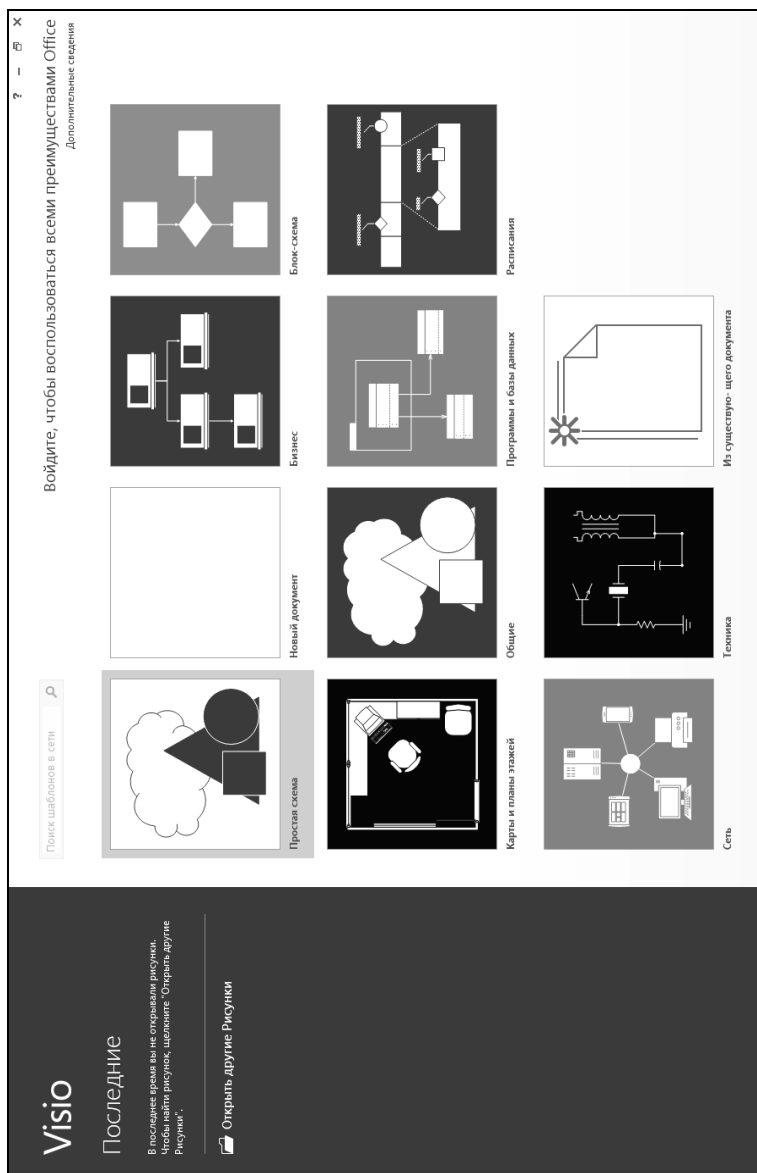 Visio
Последние
В последнее время вы не открывали рисунки.
Чтобы найти рисунок, щелкните "Открыть другие
Рисунки".
Открыть другие Рисунки
? – ×
Войдите, чтобы воспользоваться всеми преимуществами Office
Дополнительные сведения
Поиск шаблонов в сети
Простая схема
Новый документ
Бизнес
Блок-схема
Карты и планы этажей
Общие
Программы и базы данных
Расписания
Сеть
Техника
Из существую- щего документа